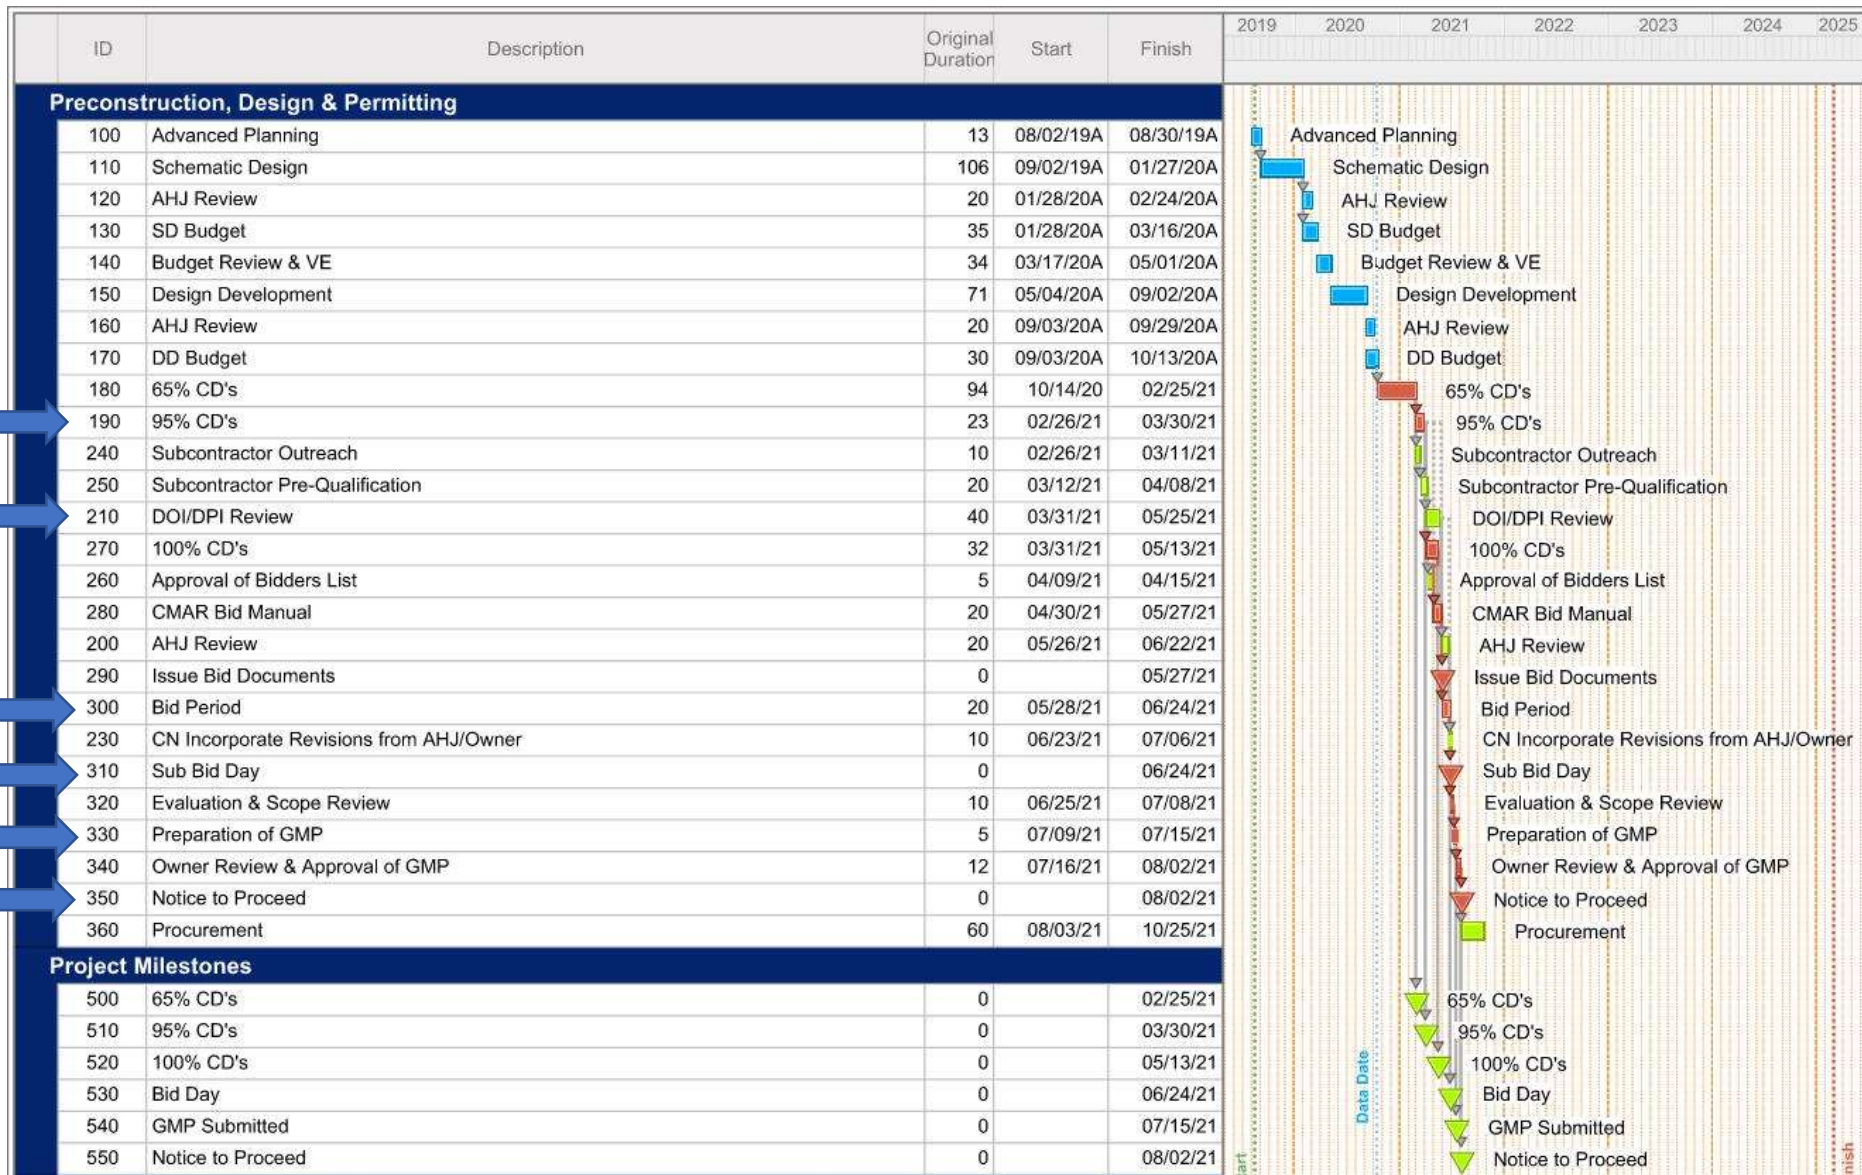 ID Description Original Duration Start Finish 2019 2020 2021 2022 2023 2024 2025
Preconstruction, Design & Permitting
100 Advanced Planning 13 08/02/19A 08/30/19A Advanced Planning
110 Schematic Design 106 09/02/19A 01/27/20A Schematic Design
120 AHJ Review 20 01/28/20A 02/24/20A AHJ Review
130 SD Budget 35 01/28/20A 03/16/20A SD Budget
140 Budget Review & VE 34 03/17/20A 05/01/20A Budget Review & VE
150 Design Development 71 05/04/20A 09/02/20A Design Development
160 AHJ Review 20 09/03/20A 09/29/20A AHJ Review
170 DD Budget 30 09/03/20A 10/13/20A DD Budget
180 65% CD's 94 10/14/20 02/25/21 65% CD's
190 95% CD's 23 02/26/21 03/30/21 95% CD's
240 Subcontractor Outreach 10 02/26/21 03/11/21 Subcontractor Outreach
250 Subcontractor Pre-Qualification 20 03/12/21 04/08/21 Subcontractor Pre-Qualification
210 DOI/DPI Review 40 03/31/21 05/25/21 DOI/DPI Review
270 100% CD's 32 03/31/21 05/13/21 100% CD's
260 Approval of Bidders List 5 04/09/21 04/15/21 Approval of Bidders List
280 CMAR Bid Manual 20 04/30/21 05/27/21 CMAR Bid Manual
200 AHJ Review 20 05/26/21 06/22/21 AHJ Review
290 Issue Bid Documents 0 05/27/21 Issue Bid Documents
300 Bid Period 20 05/28/21 06/24/21 Bid Period
230 CN Incorporate Revisions from AHJ/Owner 10 06/23/21 07/06/21 CN Incorporate Revisions from AHJ/Owner
310 Sub Bid Day 0 06/24/21 Sub Bid Day
320 Evaluation & Scope Review 10 06/25/21 07/08/21 Evaluation & Scope Review
330 Preparation of GMP 5 07/09/21 07/15/21 Preparation of GMP
340 Owner Review & Approval of GMP 12 07/16/21 08/02/21 Owner Review & Approval of GMP
350 Notice to Proceed 0 08/02/21 Notice to Proceed
360 Procurement 60 08/03/21 10/25/21 Procurement
Project Milestones
500 65% CD's 0 02/25/21 65% CD's
510 95% CD's 0 03/30/21 95% CD's
520 100% CD's 0 05/13/21 100% CD's
530 Bid Day 0 06/24/21 Bid Day
540 GMP Submitted 0 07/15/21 GMP Submitted
550 Notice to Proceed 0 08/02/21 Notice to Proceed
Data Date